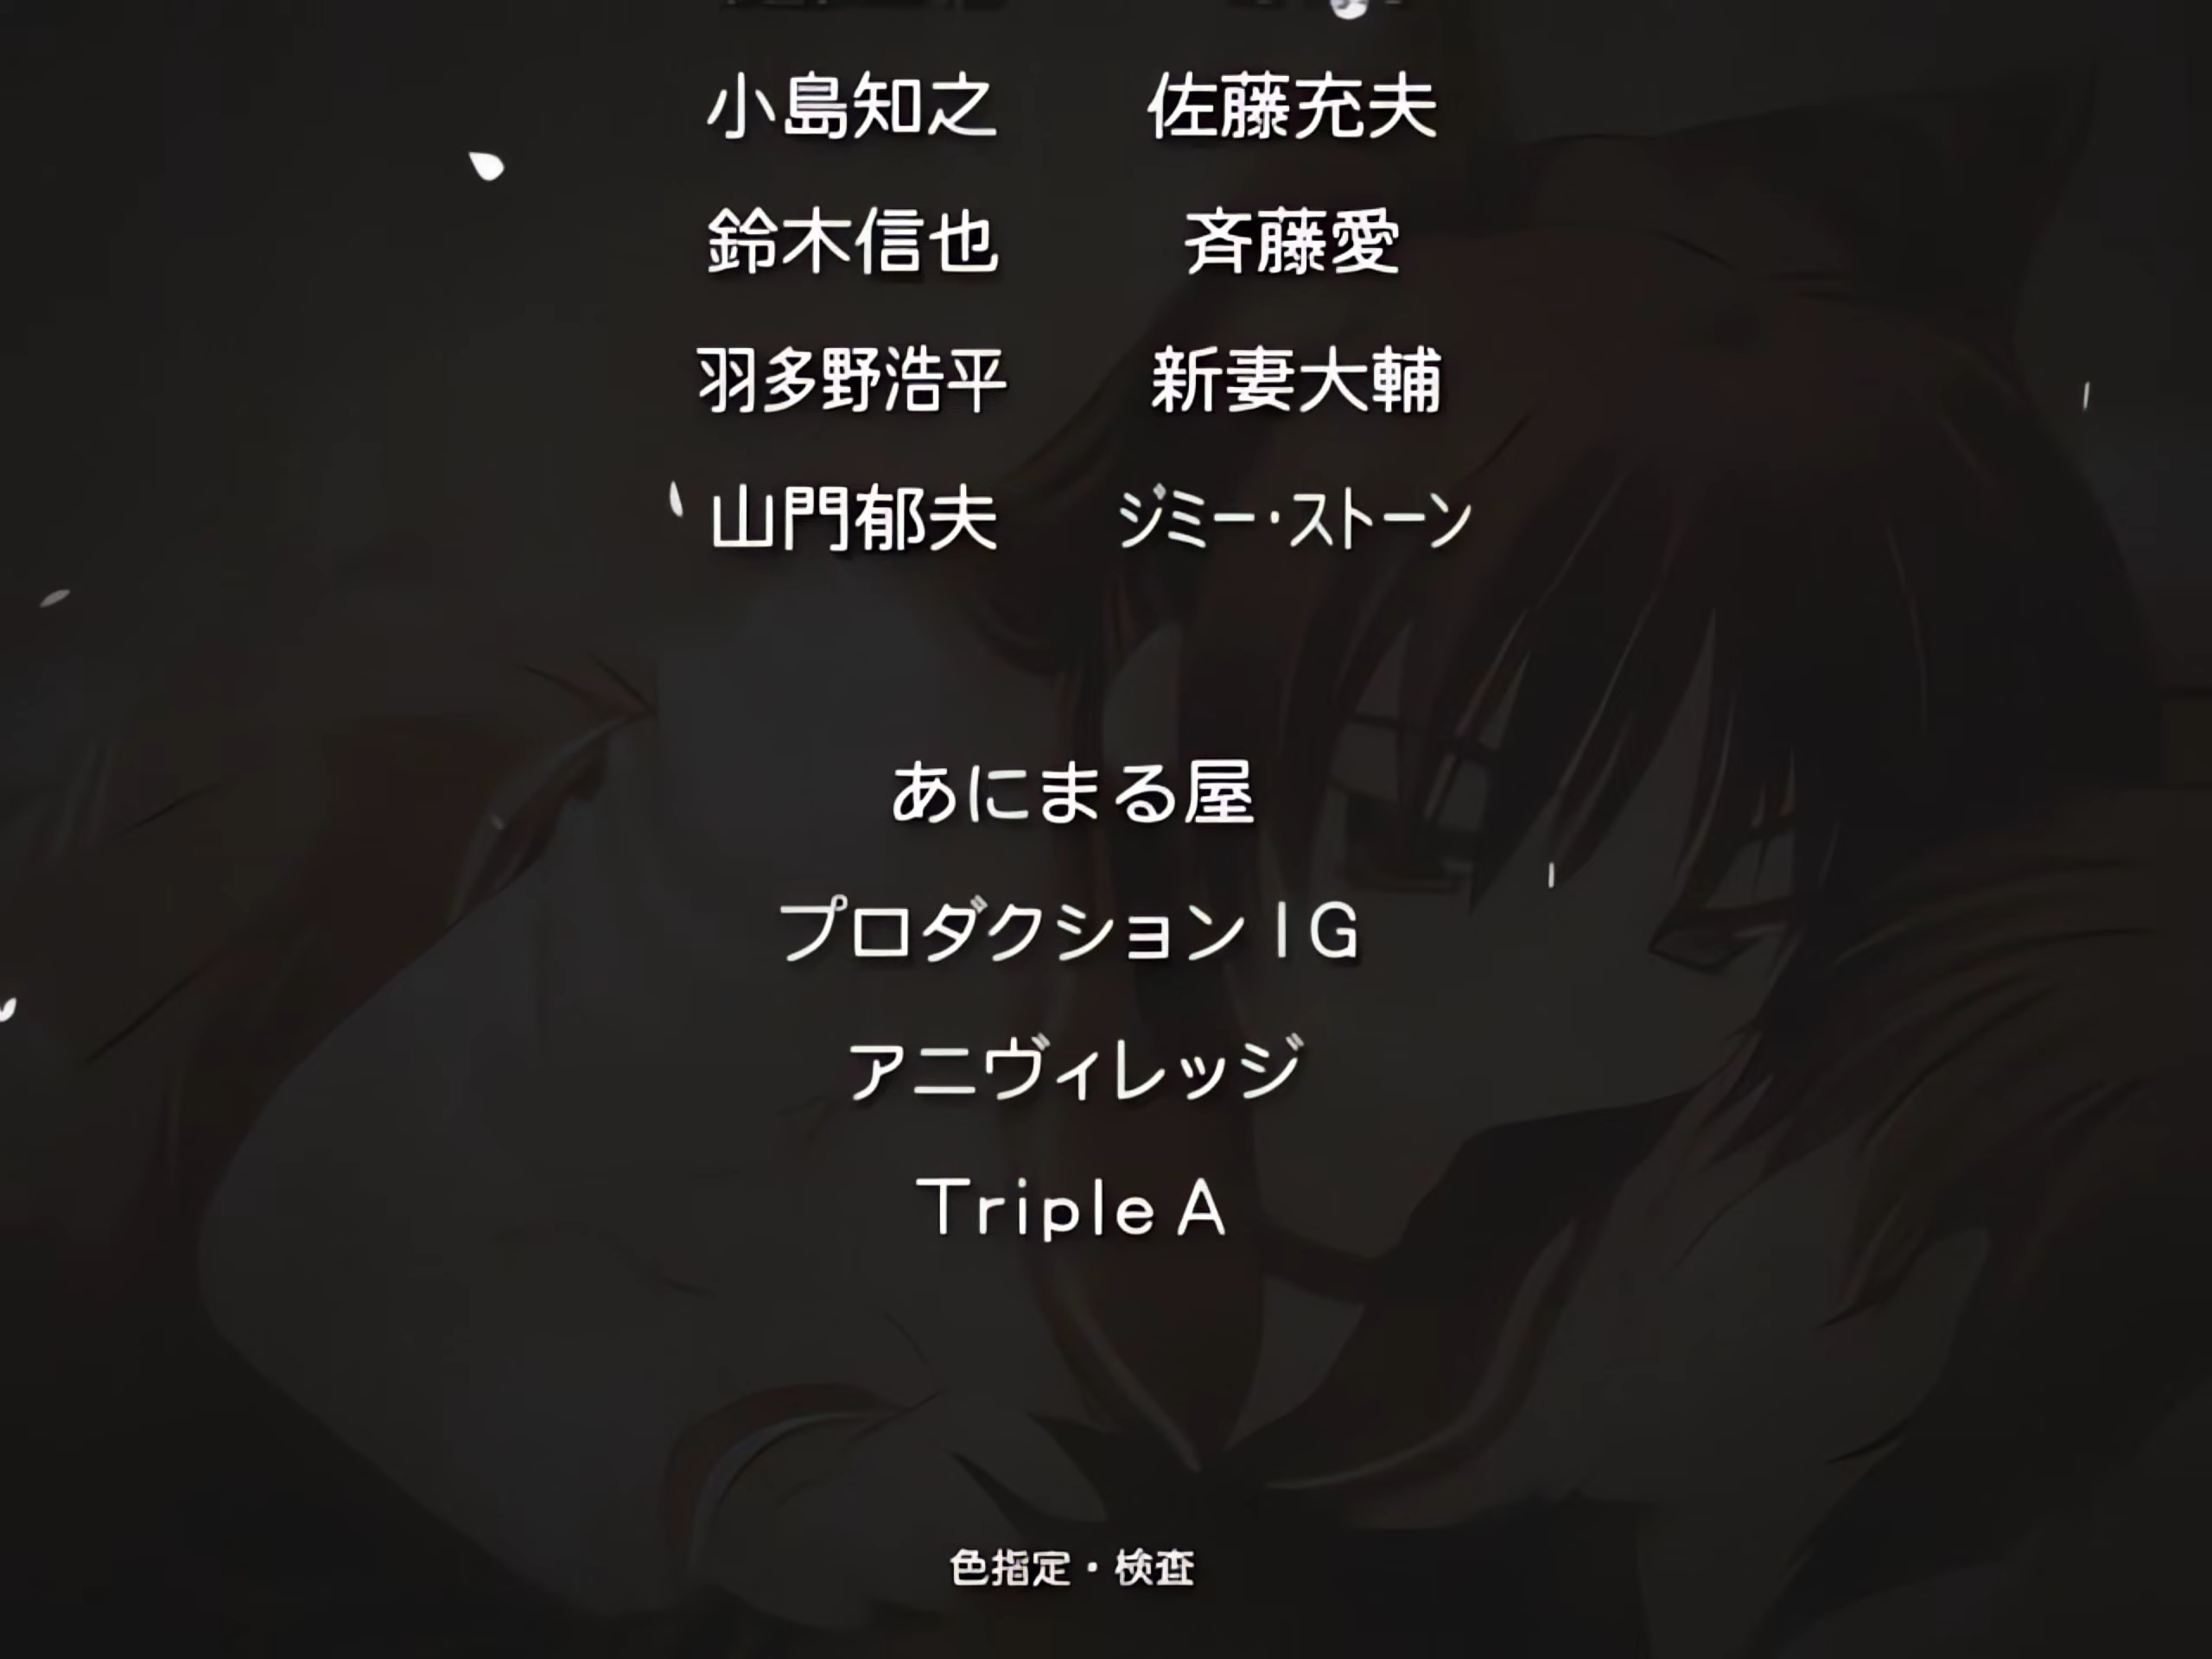 小島知之 佐藤充夫
鈴木信也 斉藤愛
羽多野浩平 新妻大輔
山門郁夫 ジミー・ストーン
あにまる屋
プロダクションIG
アニヴィレッジ
Triple A
色指定・検査